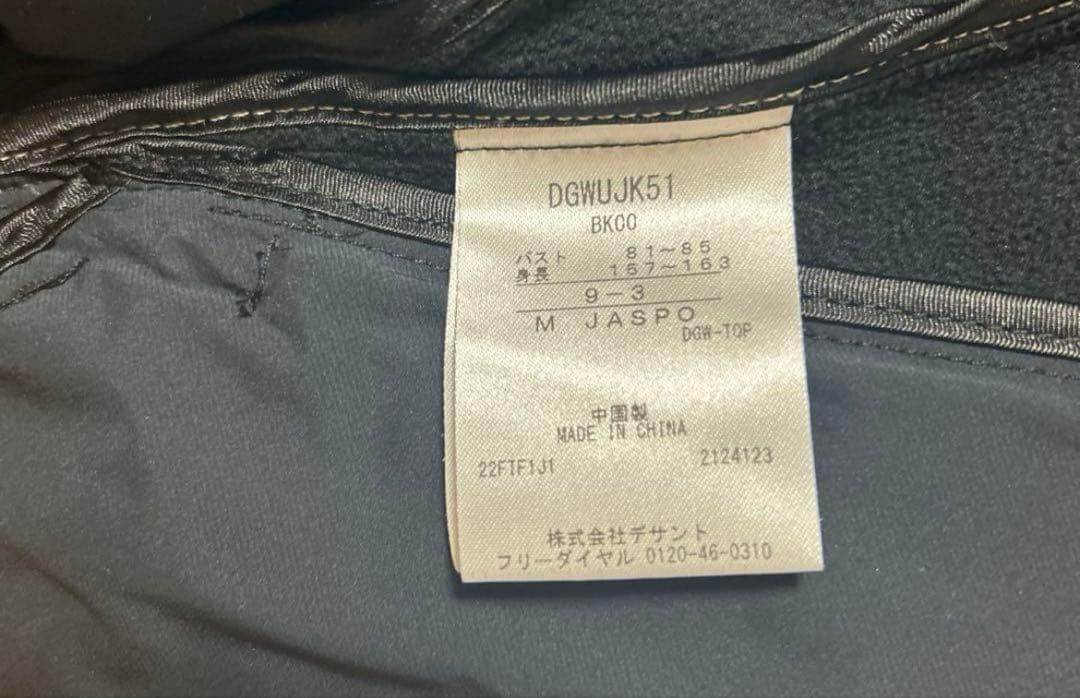 DGWUJK51
BK00
バスト 81～85
身長 157～163
9－3
M JASPO
DGW-TOP
中国製
MADE IN CHINA
22FTF1J1 2124123
株式会社デサント
フリーダイヤル 0120-46-0310